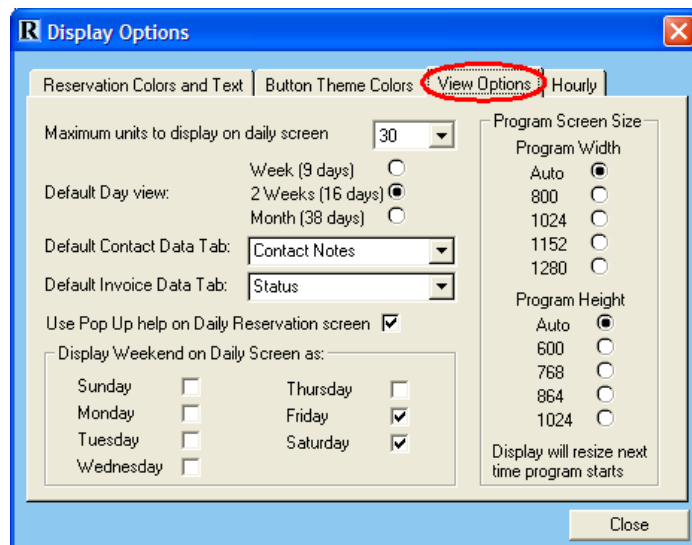 R Display Options
Reservation Colors and Text Button Theme Colors View Options Hourly
Maximum units to display on daily screen 30
Default Day view:
Week (9 days)
2 Weeks (16 days)
Month (38 days)
Default Contact Data Tab: Contact Notes
Default Invoice Data Tab: Status
Use Pop Up help on Daily Reservation screen
Display Weekend on Daily Screen as:
Sunday
Monday
Tuesday
Wednesday
Thursday
Friday
Saturday
Program Screen Size
Program Width
Auto
800
1024
1152
1280
Program Height
Auto
600
768
864
1024
Display will resize next
time program starts
Close